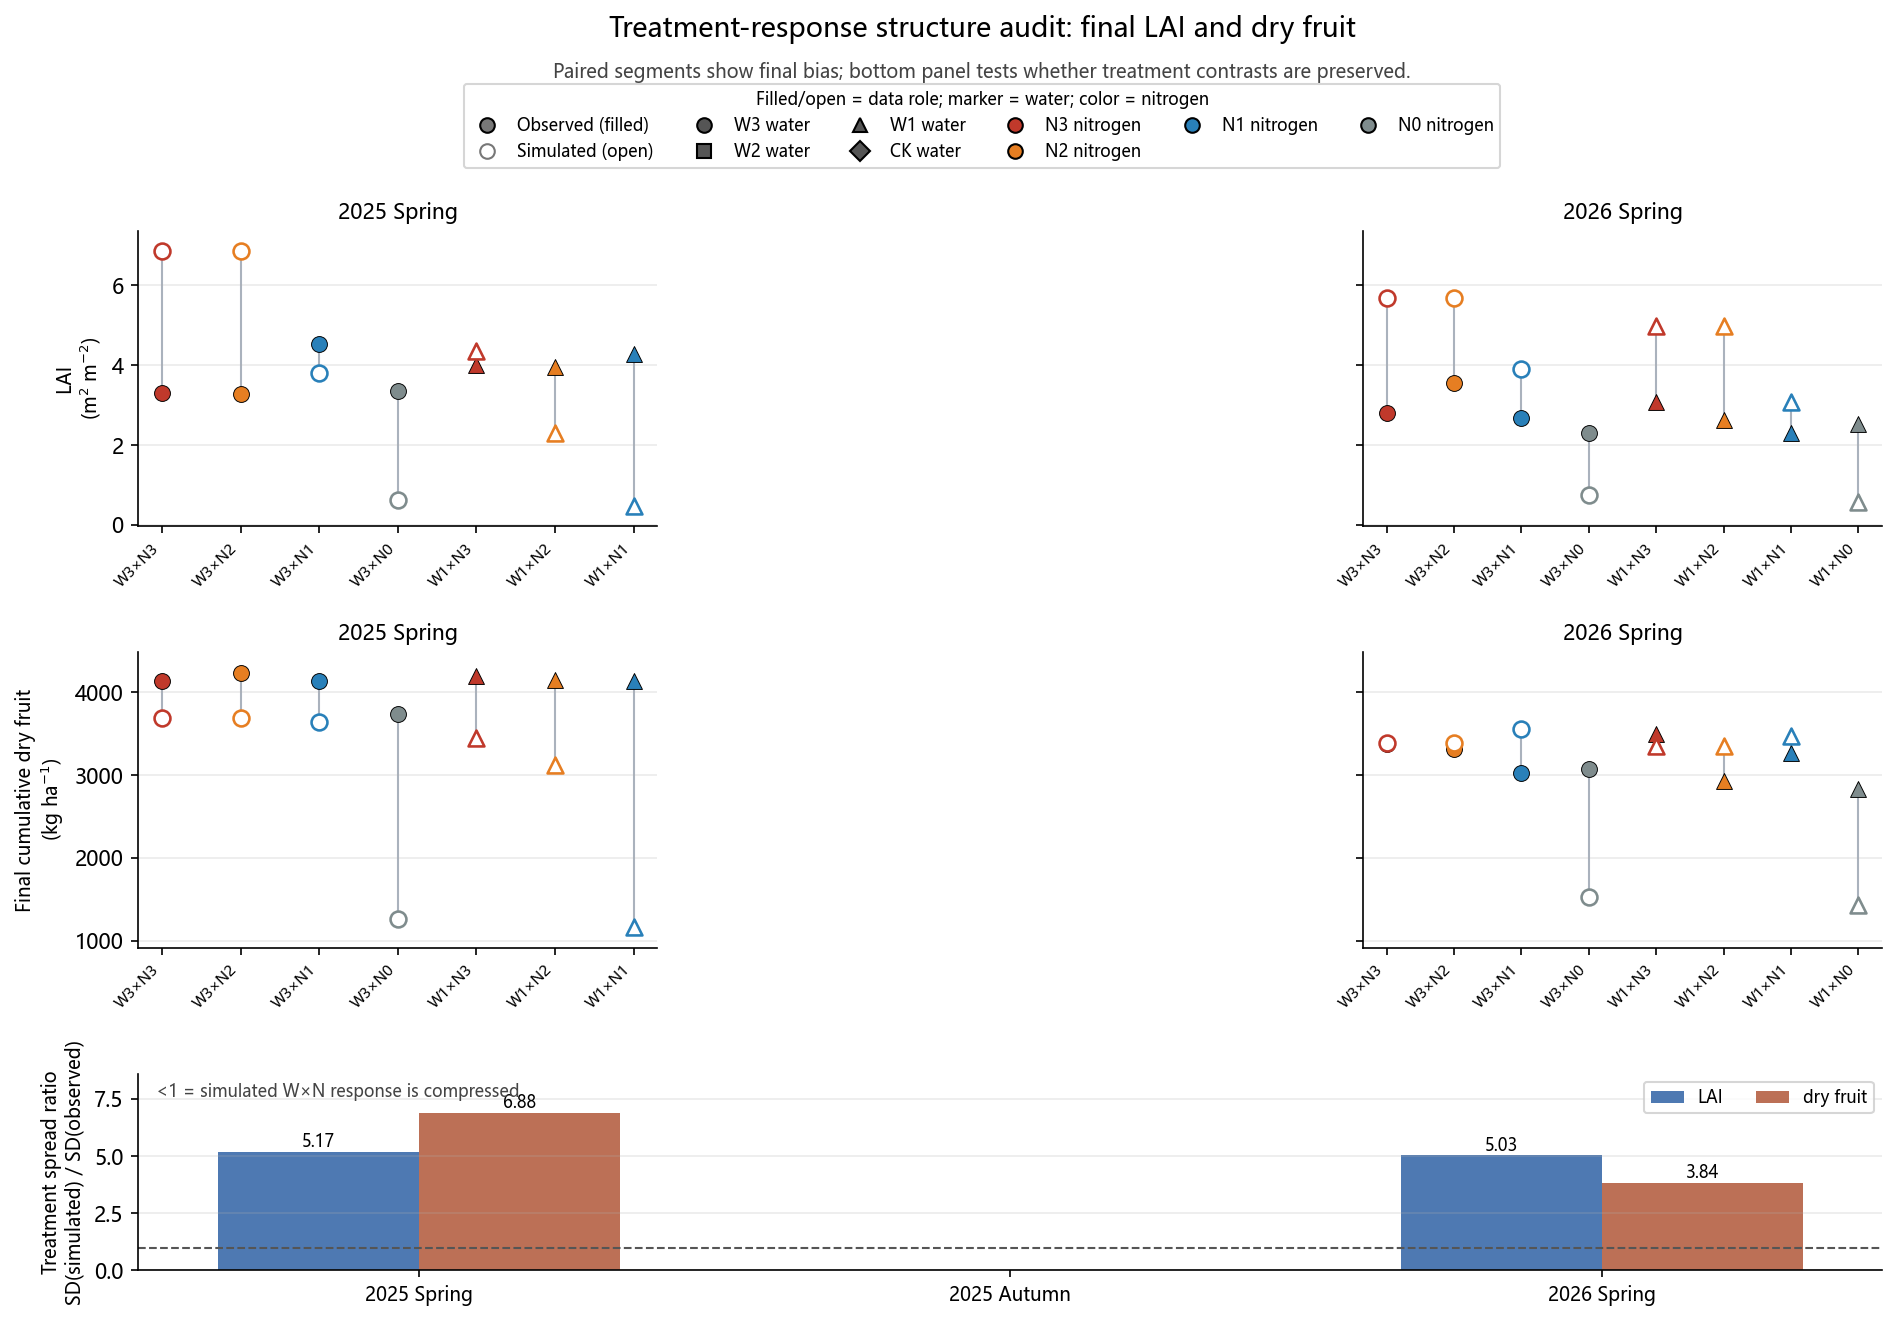 Treatment-response structure audit: final LAI and dry fruit
Paired segments show final bias; bottom panel tests whether treatment contrasts are preserved.
Filled/open = data role; marker = water; color = nitrogen
Observed (filled) W3 water W1 water N3 nitrogen N1 nitrogen N0 nitrogen
Simulated (open) W2 water CK water N2 nitrogen
2025 Spring
LAI
(m² m⁻²)
6
4
2
0
W3×N3 W3×N2 W3×N1 W3×N0 W1×N3 W1×N2 W1×N1
2026 Spring
W3×N3 W3×N2 W3×N1 W3×N0 W1×N3 W1×N2 W1×N1 W1×N0
2025 Spring
Final cumulative dry fruit
(kg ha⁻¹)
4000
3000
2000
1000
W3×N3 W3×N2 W3×N1 W3×N0 W1×N3 W1×N2 W1×N1
2026 Spring
W3×N3 W3×N2 W3×N1 W3×N0 W1×N3 W1×N2 W1×N1 W1×N0
Treatment spread ratio
SD(simulated) / SD(observed)
7.5
5.0
2.5
0.0
<1 = simulated W×N response is compressed
5.17
6.88
5.03
3.84
LAI dry fruit
2025 Spring 2025 Autumn 2026 Spring